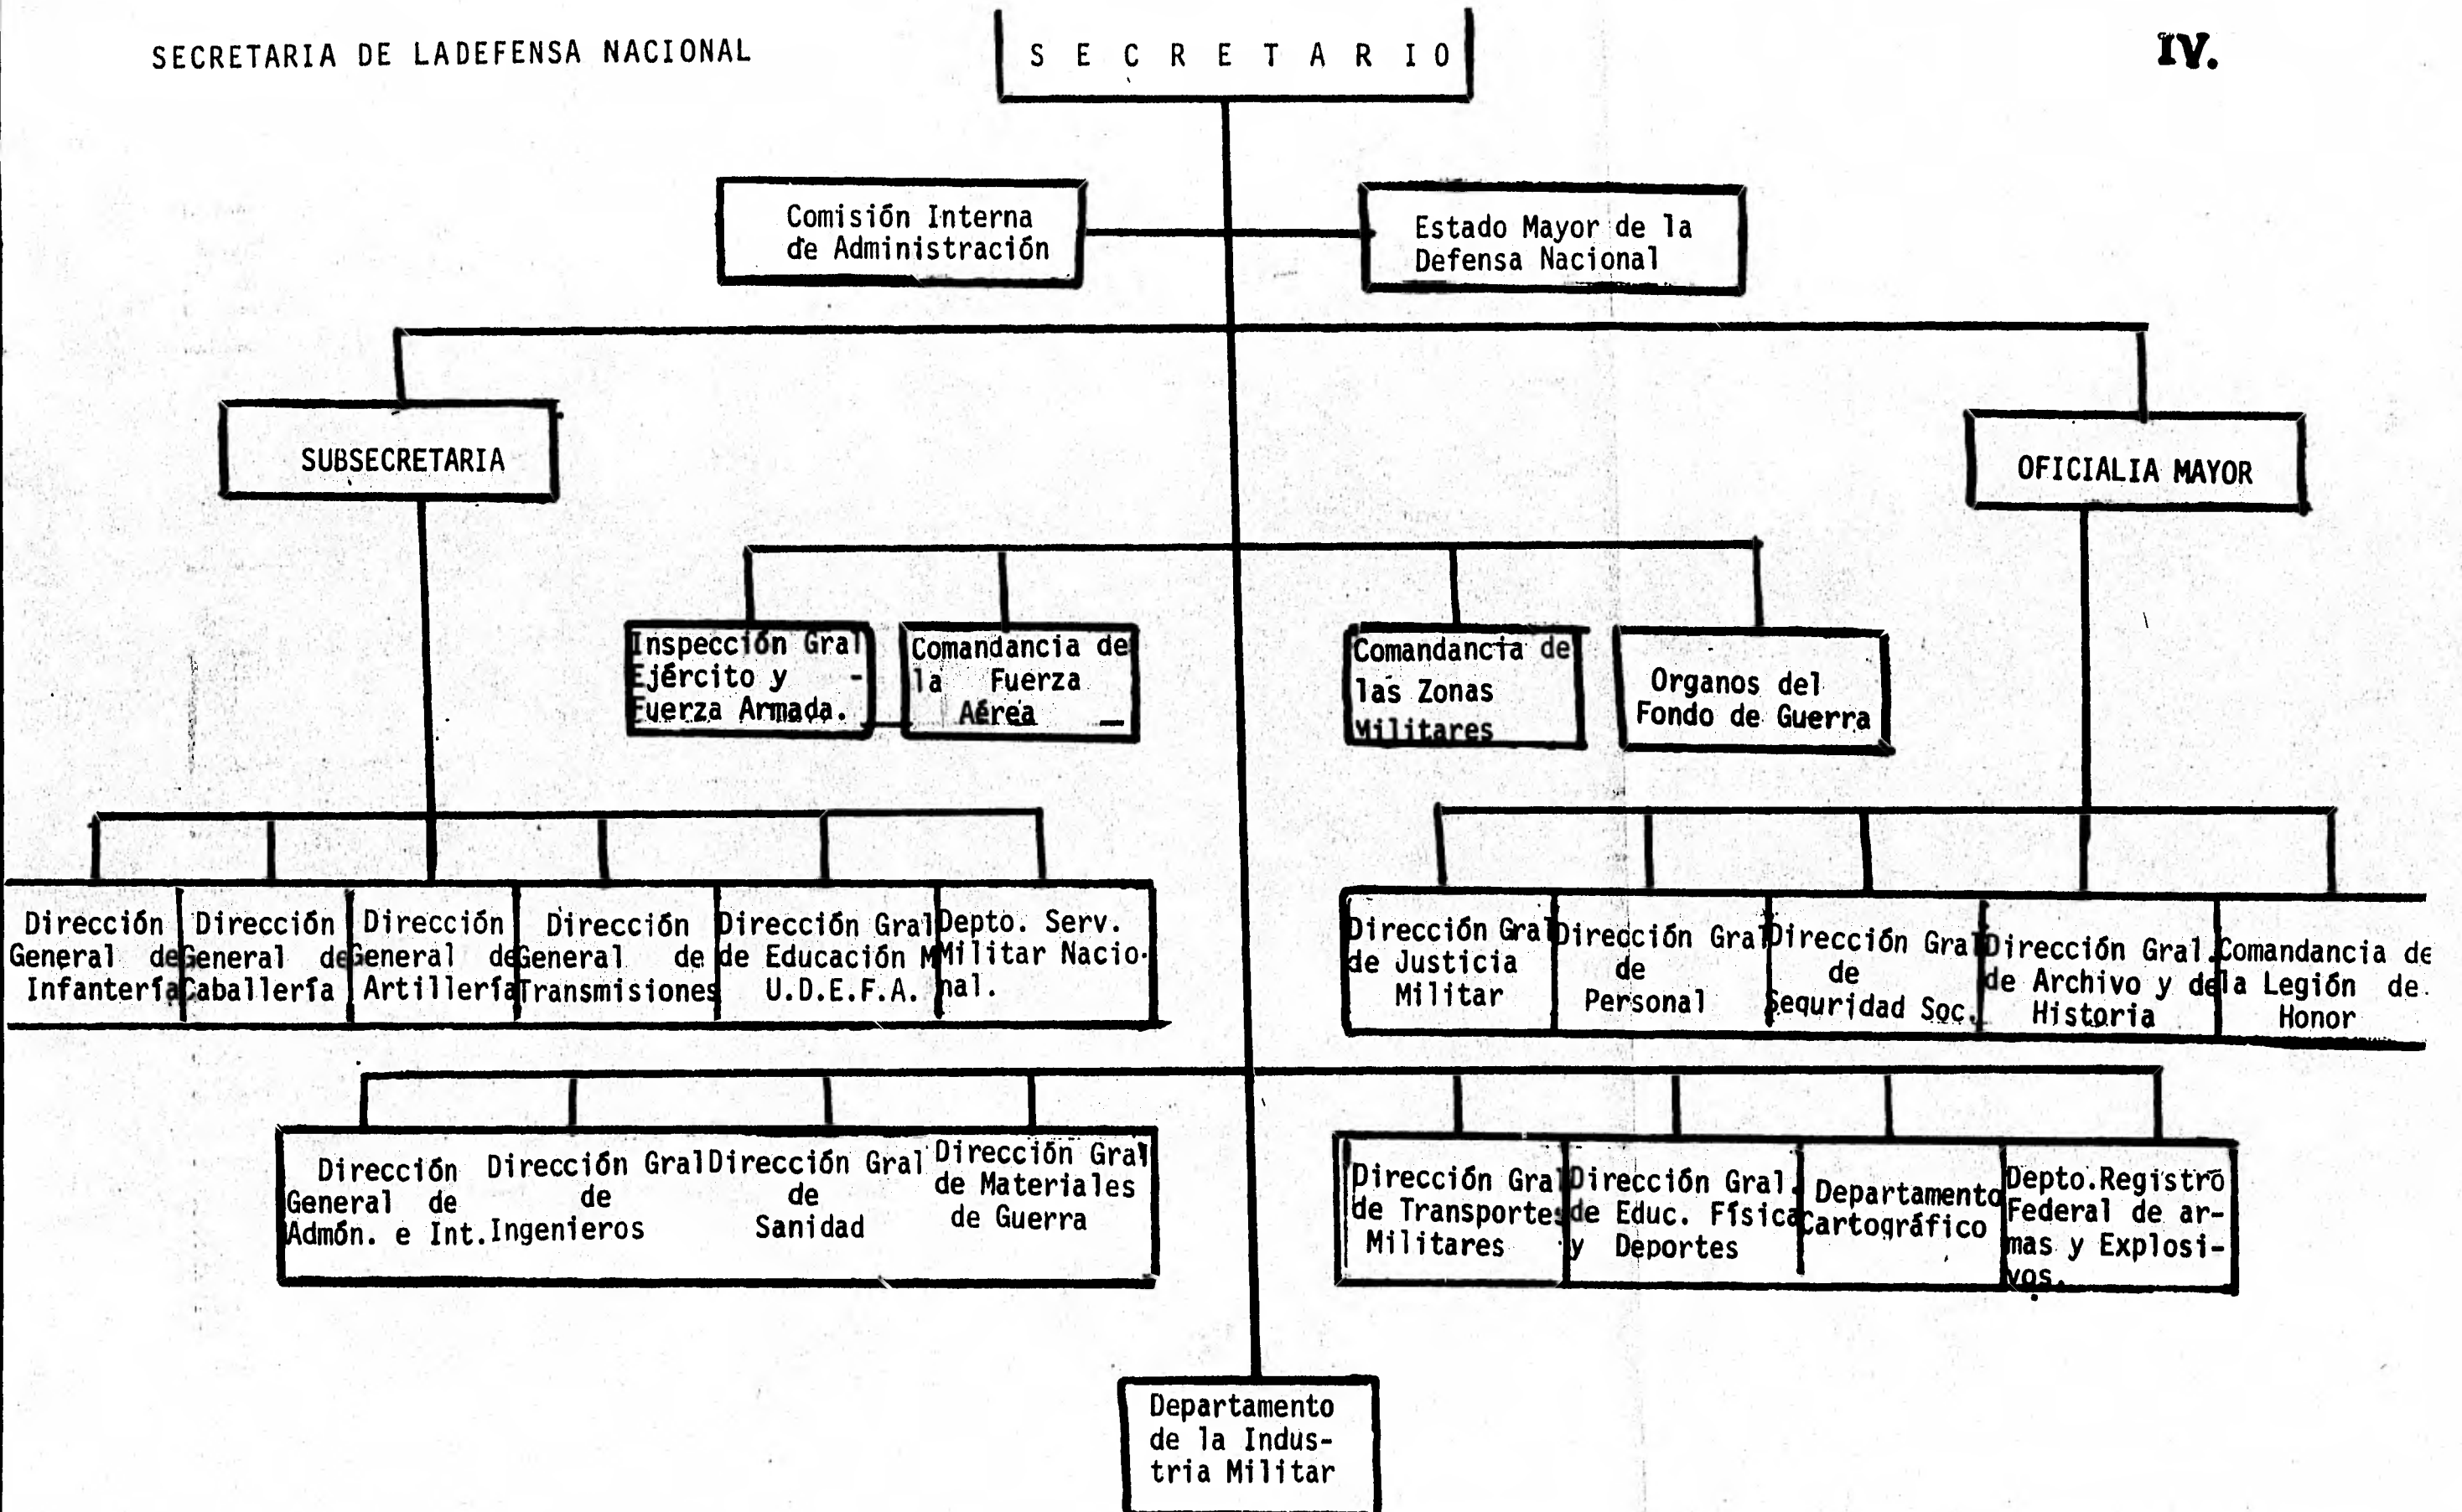 SECRETARIA DE LADEFENSA NACIONAL
S E C R E T A R I O
IV.
Comisión Interna
de Administración
Estado Mayor de la
Defensa Nacional
SUBSECRETARIA
OFICIALIA MAYOR
Inspección Gral
Ejército y -
Fuerza Armada.
Comandancia de
la Fuerza
Aérea
Comandancia de
las Zonas
Militares
Organos del
Fondo de Guerra
Dirección
General de
Infantería
Dirección
General de
Caballería
Dirección
General de
Artillería
Dirección
General de
Transmisiones
Dirección Gral
de Educación M
U.D.E.F.A.
Depto. Serv.
Militar Nacio-
nal.
Dirección Gral
de Justicia
Militar
Dirección Gral
de
Personal
Dirección Gral
de
Seguridad Soc.
Dirección Gral.
de Archivo y de
Historia
Comandancia de
la Legión de
Honor
Dirección
General de
Admón. e Int.
Dirección Gral
de
Ingenieros
Dirección Gral
de
Sanidad
Dirección Gral
de Materiales
de Guerra
Dirección Gral
de Transportes
Militares
Dirección Gral.
de Educ. Física
y Deportes
Departamento
Cartográfico
Depto.Registro
Federal de ar-
mas y Explosi-
vos.
Departamento
de la Indus-
tria Militar